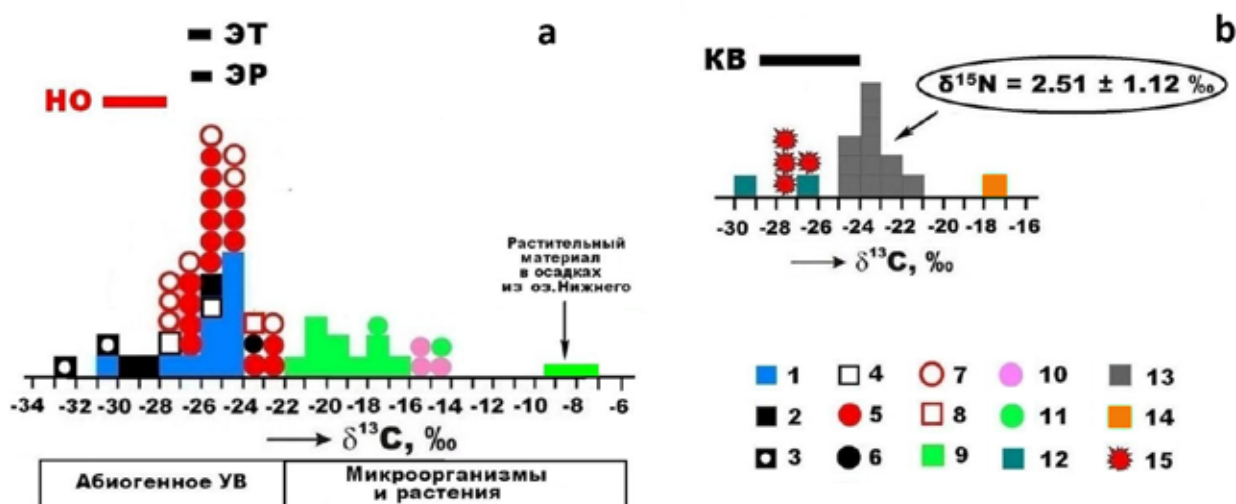 ЭТ
a
ЭР
НО
Растительный
материал
в осадках
из оз.Нижнего
-34 -32 -30 -28 -26 -24 -22 -20 -18 -16 -14 -12 -10 -8 -6
δ¹³C, ‰
Абиогенное УВ
Микроорганизмы
и растения
b
КВ
δ¹⁵N = 2.51 ± 1.12 ‰
-30 -28 -26 -24 -22 -20 -18 -16
δ¹³C, ‰
1 4 7 10 13
2 5 8 11 14
3 6 9 12 15